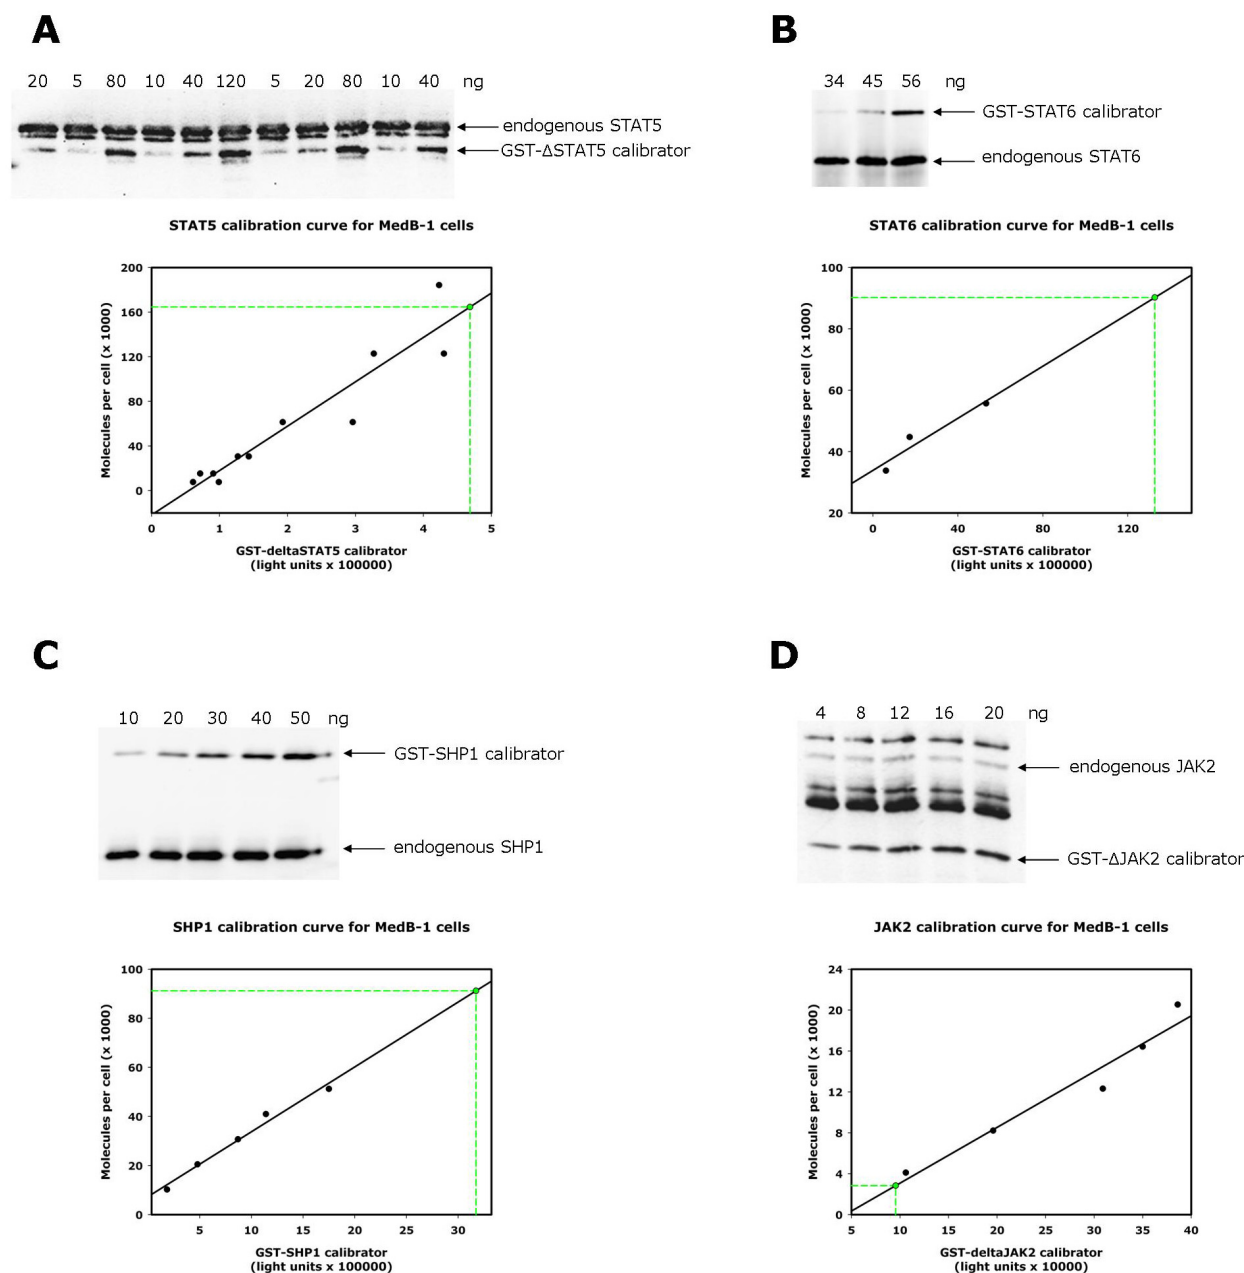 A
20 5 80 10 40 120 5 20 80 10 40 ng
endogenous STAT5
GST-ΔSTAT5 calibrator
STAT5 calibration curve for MedB-1 cells
Molecules per cell (x 1000)
200
160
120
80
40
0
0 1 2 3 4 5
GST-deltaSTAT5 calibrator
(light units x 100000)
B
34 45 56 ng
GST-STAT6 calibrator
endogenous STAT6
STAT6 calibration curve for MedB-1 cells
Molecules per cell (x 1000)
100
80
60
40
20
0 40 80 120
GST-STAT6 calibrator
(light units x 100000)
C
10 20 30 40 50 ng
GST-SHP1 calibrator
endogenous SHP1
SHP1 calibration curve for MedB-1 cells
Molecules per cell (x 1000)
100
80
60
40
20
0
5 10 15 20 25 30
GST-SHP1 calibrator
(light units x 100000)
D
4 8 12 16 20 ng
endogenous JAK2
GST-ΔJAK2 calibrator
JAK2 calibration curve for MedB-1 cells
Molecules per cell (x 1000)
24
20
16
12
8
4
0
5 10 15 20 25 30 35 40
GST-deltaJAK2 calibrator
(light units x 10000)